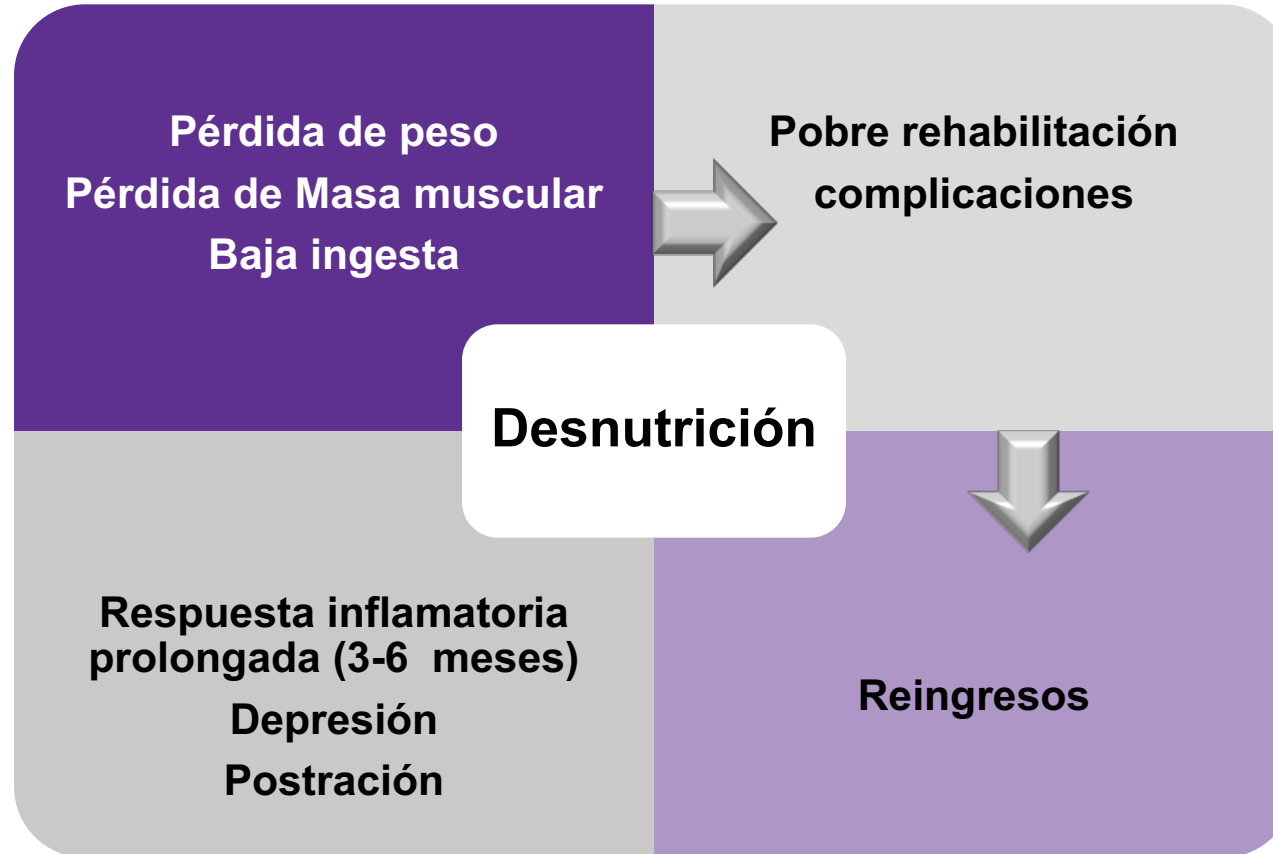 Pérdida de peso
Pérdida de Masa muscular
Baja ingesta
Pobre rehabilitación
complicaciones
Desnutrición
Respuesta inflamatoria
prolongada (3-6 meses)
Depresión
Postración
Reingresos